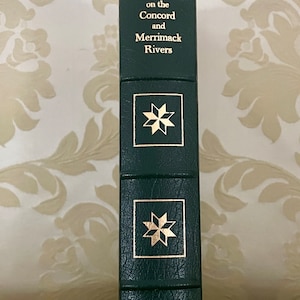 on the
Concord
and
Merrimack
Rivers